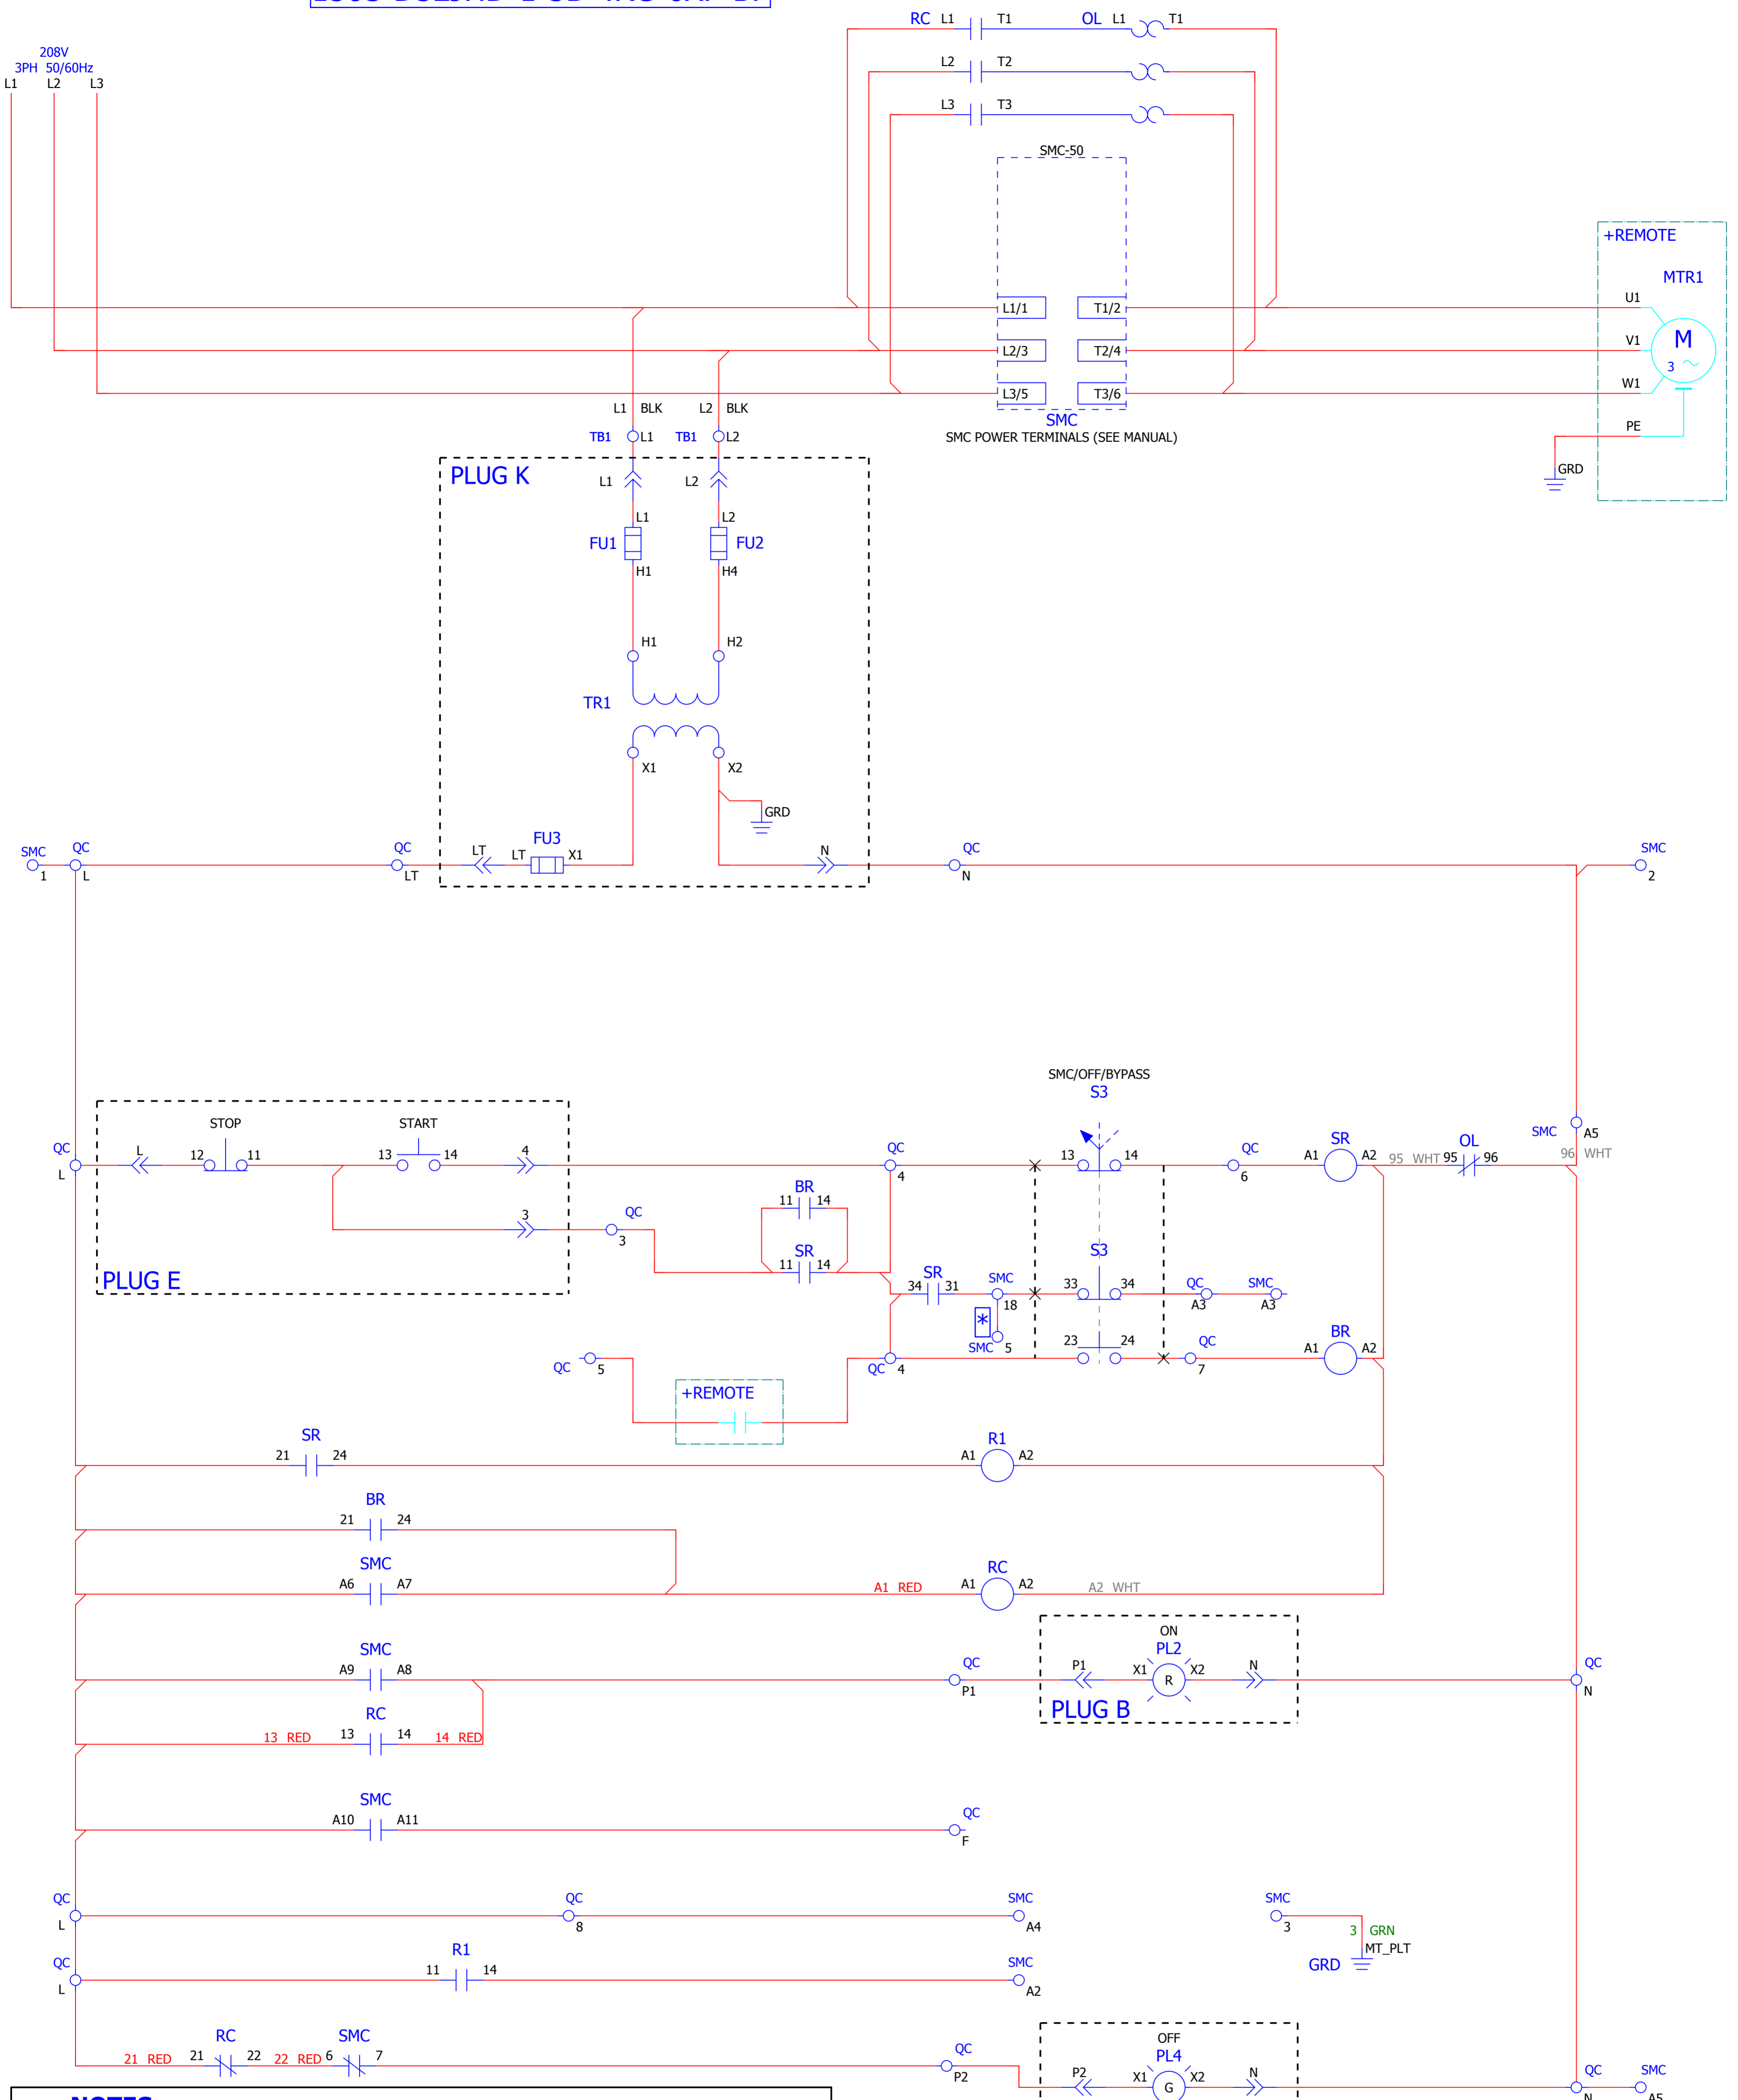 RC L1 T1 OL L1 T1
208V
3PH 50/60Hz
L1 L2 L3
L2 T2
L3 T3
SMC-50
+REMOTE
MTR1
L1/1 T1/2 U1
L2/3 T2/4 V1 M
3
L3/5 T3/6 W1
L1 BLK L2 BLK SMC
TB1 L1 TB1 L2 SMC POWER TERMINALS (SEE MANUAL) PE
PLUG K L1 L2 GRD
L1 L2
FU1 FU2
H1 H4
H1 H2
TR1
X1 X2
GRD
SMC QC QC LT LT FU3 X1 N QC SMC
1 L LT N 2
SMC/OFF/BYPASS
S3
STOP START
SMC A5
QC L 12 11 13 14 4 QC 13 14 QC SR OL
L 4 6 A1 A2 95 WHT 95 96 96 WHT
BR
11 14
3 QC
3
SR
11 14
S3
PLUG E
SR
34 31 SMC 33 34 QC SMC
18 A3 A3
*
SMC 5 23 24 QC BR
QC 5 QC 4 7 A1 A2
+REMOTE
SR R1
21 24 A1 A2
BR
21 24
SMC RC
A6 A7 A1 RED A1 A2 A2 WHT
ON
SMC PL2
A9 A8 QC P1 X1 R X2 N QC
P1 PLUG B N
RC
13 RED 13 14 14 RED
SMC
A10 A11 QC
F
QC QC SMC SMC
L 8 A4 3
3 GRN
MT_PLT
GRD
QC R1 SMC
L 11 14 A2
OFF
RC SMC PL4
21 RED 21 22 22 RED 6 7 QC P2 X1 G X2 N QC SMC
P2